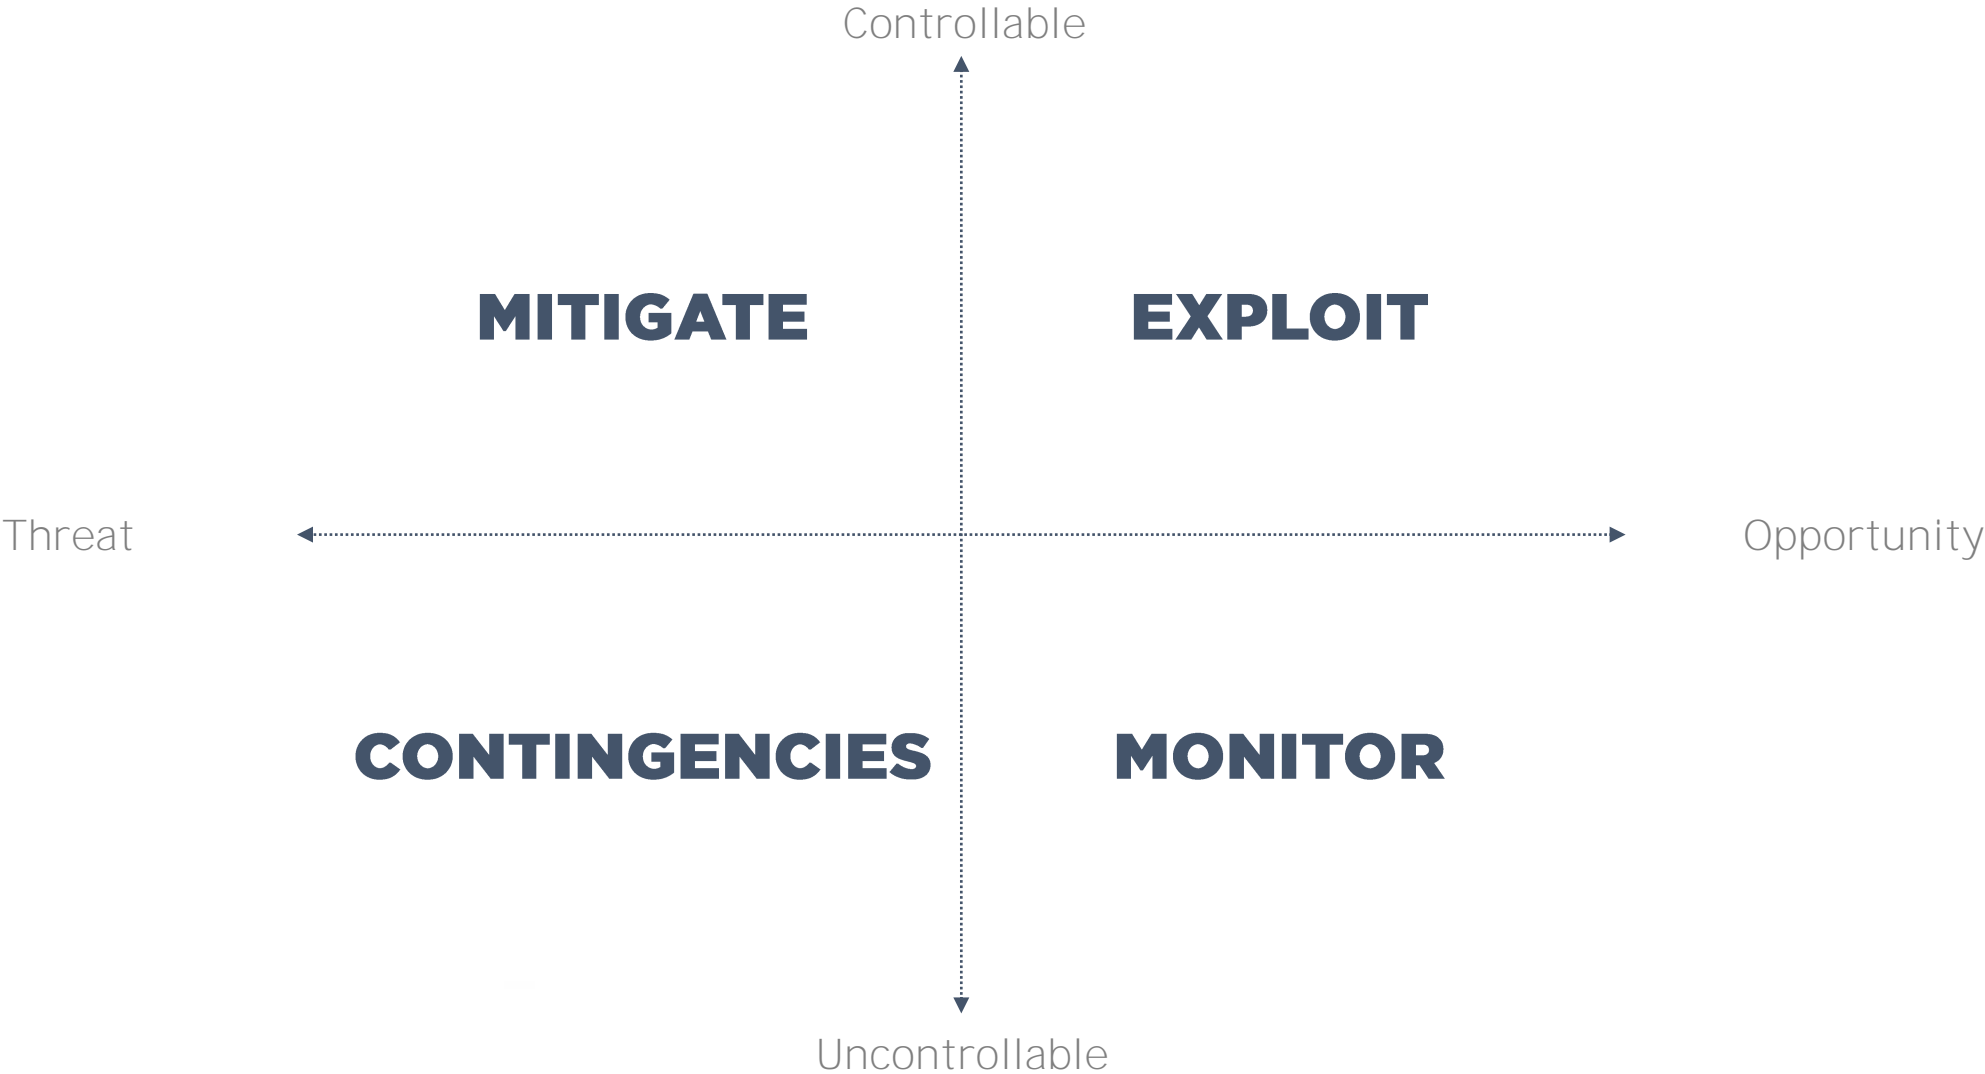 Controllable
MITIGATE
EXPLOIT
Threat
Opportunity
CONTINGENCIES
MONITOR
Uncontrollable